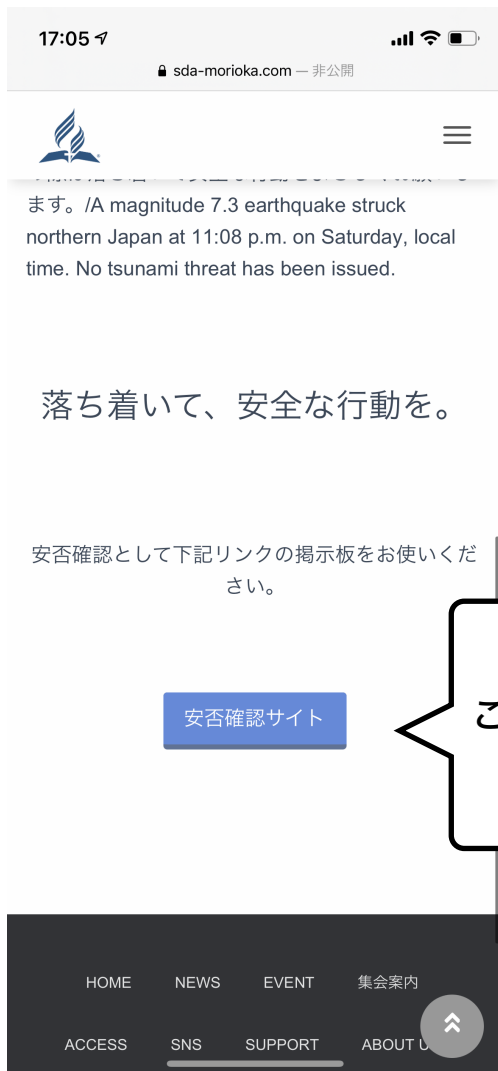 17:05
sda-morioka.com — 非公開
ます。/A magnitude 7.3 earthquake struck
northern Japan at 11:08 p.m. on Saturday, local
time. No tsunami threat has been issued.
落ち着いて、安全な行動を。
安否確認として下記リンクの掲示板をお使いくだ
さい。
こ
安否確認サイト
HOME NEWS EVENT 集会案内
ACCESS SNS SUPPORT ABOUT U